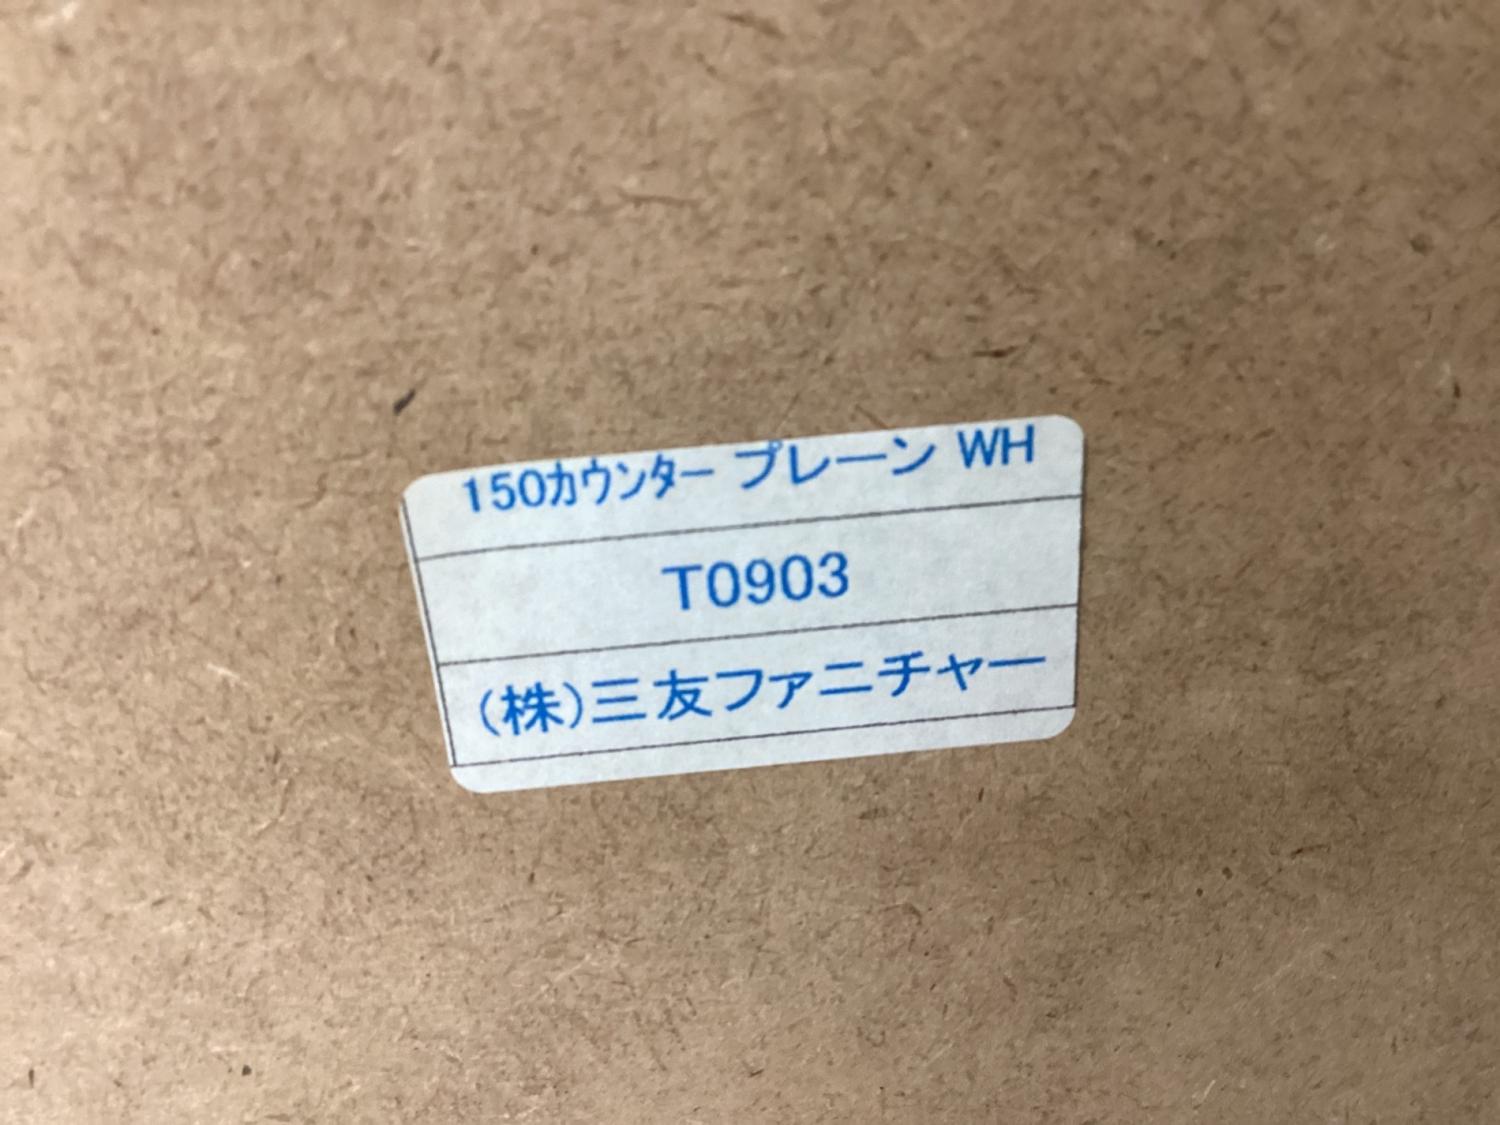 150ｶｳﾝﾀｰ プレーン WH
T0903
(株)三友ファニチャー